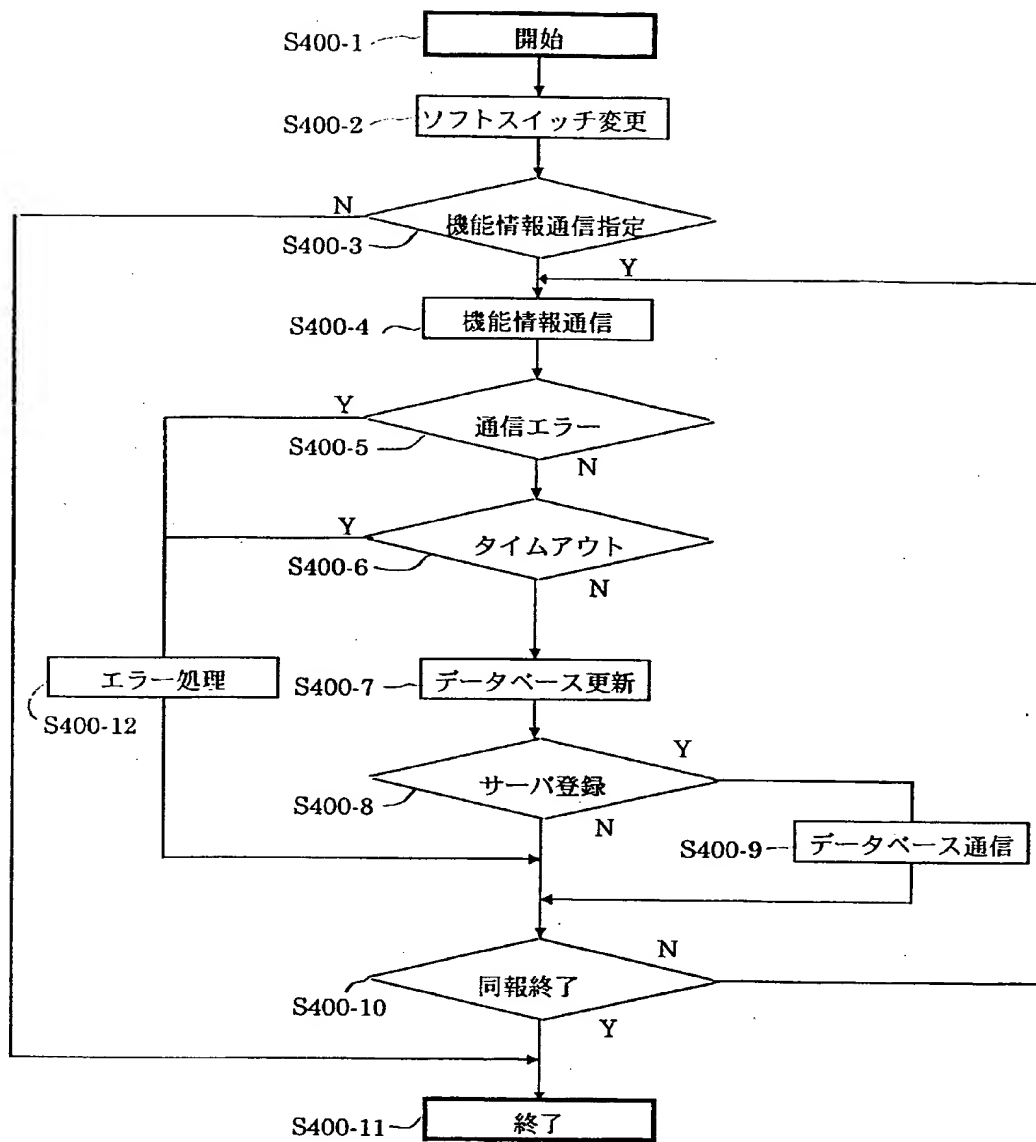 S400-1
開始
S400-2
ソフトスイッチ変更
N
機能情報通信指定
S400-3
Y
S400-4
機能情報通信
Y
通信エラー
S400-5
N
Y
タイムアウト
S400-6
N
エラー処理
S400-7
データベース更新
S400-12
Y
サーバ登録
S400-8
N
S400-9
データベース通信
N
同報終了
S400-10
Y
S400-11
終了